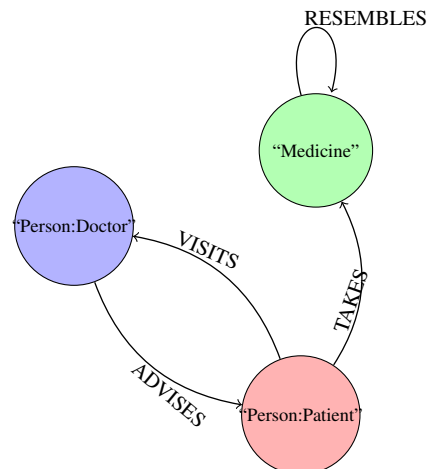 RESEMBLES
“Medicine”
“Person:Doctor”
VISITS
TAKES
ADVISES
“Person:Patient”